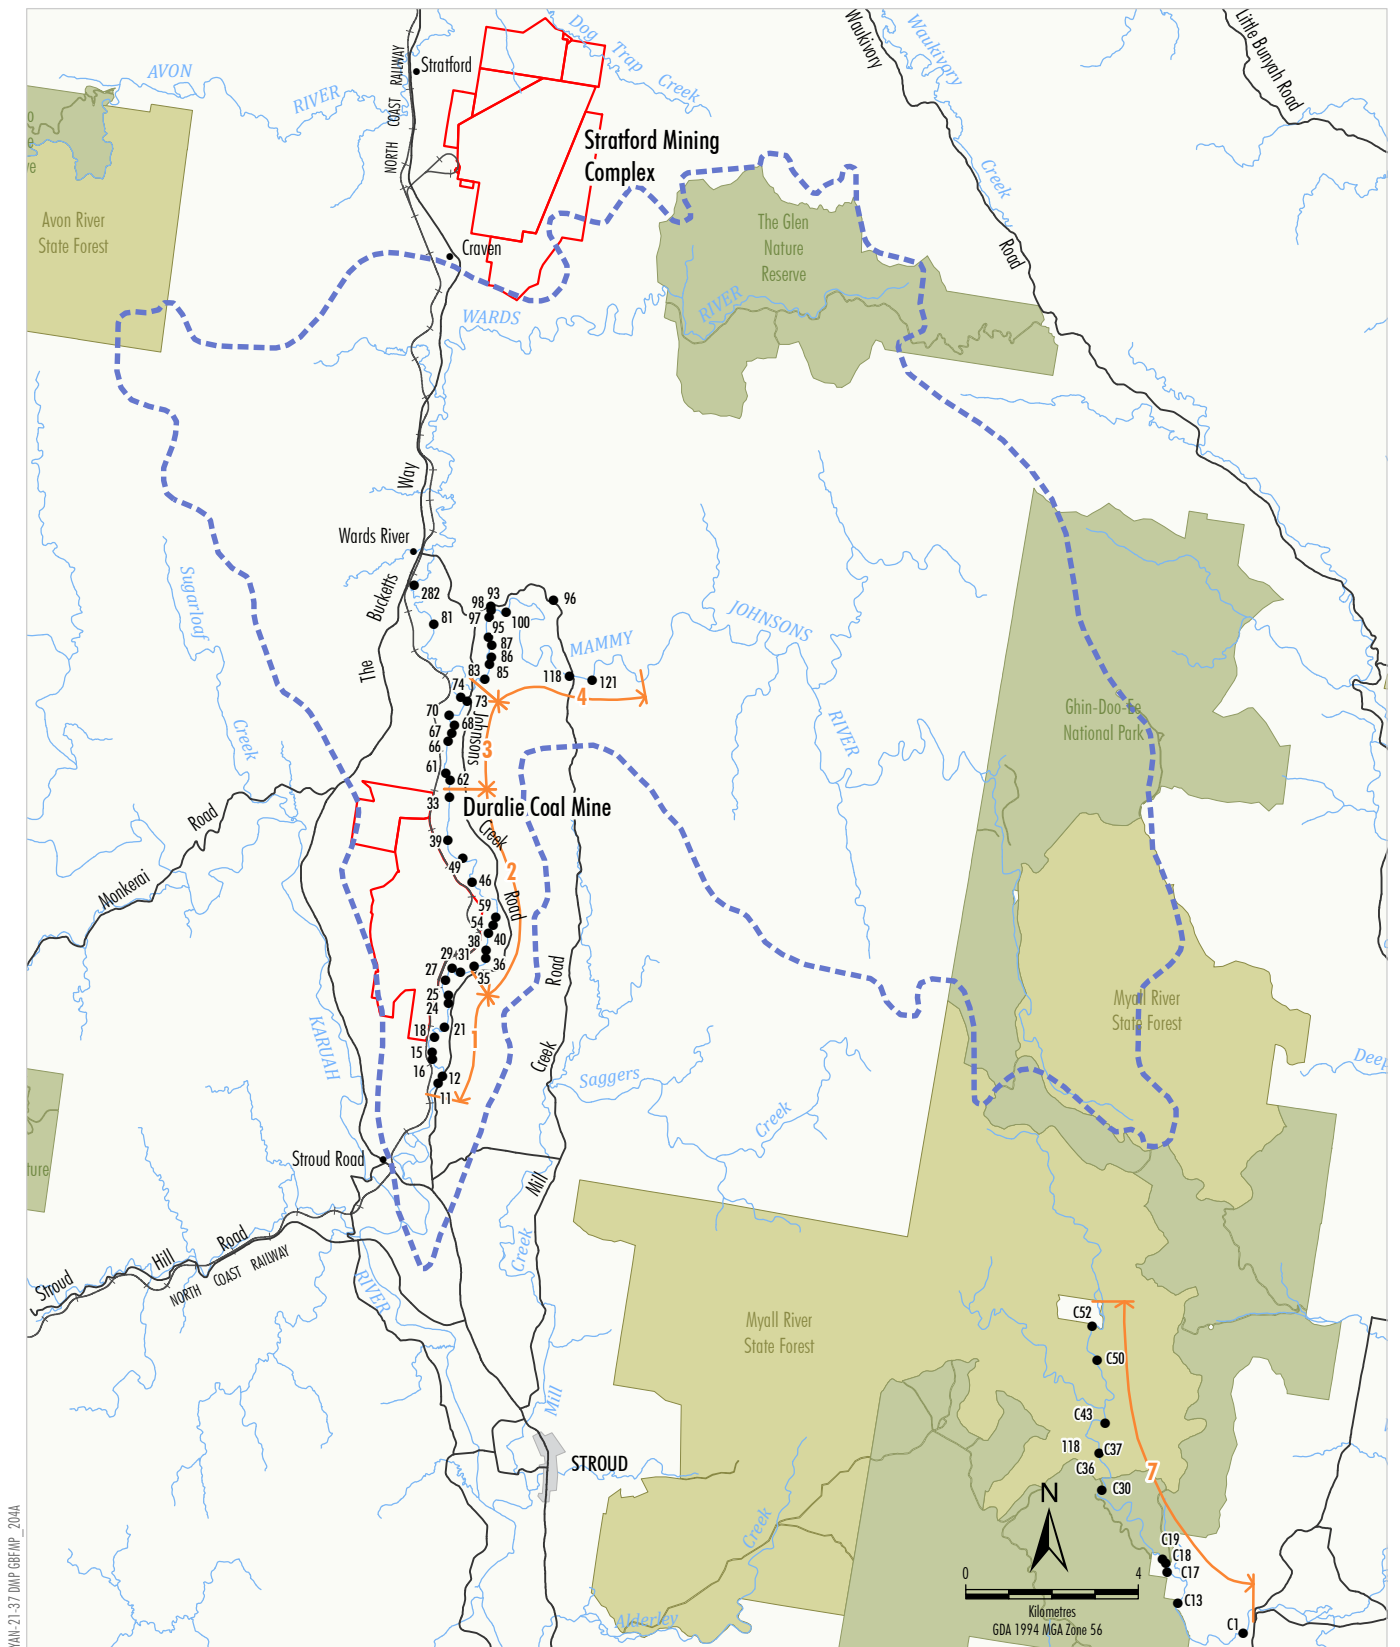 Dog Trap Creek
Waukivory
Waukivory
Little Bunyah Road
AVON
RIVER
COAST RAILWAY
NORTH
Stratford
Stratford Mining
Complex
o
e
ve
Avon River
State Forest
Craven
Creek
Road
The Glen
Nature
Reserve
WARDS
RIVER
Way
Wards River
Bucketts
The
Sugarloaf
Creek
282
81
93
98
97
100
95
87
86
85
83
96
MAMMY
JOHNSONS
RIVER
118
121
74
73
70
68
67
66
Johnsons
4
3
61
62
33
Duralie Coal Mine
Creek
Road
2
39
49
46
59
54
40
38
36
29
31
35
27
25
24
21
18
15
16
12
11
1
Ghin-Doo-Ee
National Park
Road
Monkerai
Road
Creek
Mill
Myall River
State Forest
KARUAH
Saggers
Creek
Deep
ture
Stroud Road
Stroud Hill Road
NORTH COAST RAILWAY
RIVER
Creek
Mill
Myall River
State Forest
STROUD
C52
C50
C43
118
C37
C36
C30
7
C19
C18
C17
C13
C1
Creek
Alderley
N
0 4
Kilometres
GDA 1994 MGA Zone 56
YAN-21-37 DMP GBFMP_204A